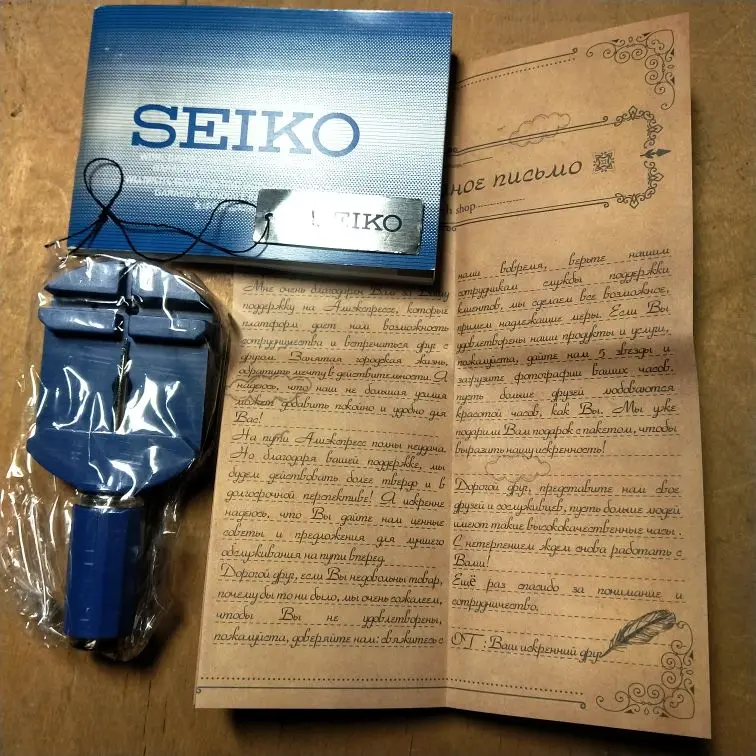 SEIKO
SEIKO
ное письмо
shop
Мне очень благодарен Вам за Вашу
поддержку на Алиэкспрессе, которые
платформ дает нам возможность
сотрудничества и встречиться друг с
другом. Занятая городская жизнь,
обратить мечту в действительности. Я
надеюсь, что наш не большая усилия
может добавить покойно и удобно для
Вас!
На пути Алиэкспресс полны неудача.
Но благодаря вашей поддержке, мы
будем действовать более твердо и в
долгосрочной перспективе! Я искренне
надеюсь, что Вы дайте нам ценные
советы и предложения для лучшего
обслуживания на пути вперед.
Дорогой друг, если Вы недовольны товар,
почему бы то ни было, мы очень сожалеем,
чтобы Вы не удовлетворены,
пожалуйста, доверяйте нам: свяжитесь с
нами вовремя, верьте нашим
сотрудникам службы поддержки
клиентов, мы сделаем все возможное,
примем надлежащие меры. Если Вы
удовлетворены наши продукты и услуги,
пожалуйста, дайте нам 5 звезды и
загрузите фотографии ваших часов,
пусть больше друзей любоваются
красотой часов, как Вы. Мы уже
подарили Вам подарок с пакетом, чтобы
выразить нашу искренность!
Дорогой друг, представите нам свое
друзей и сослуживцев, пусть больше людей
имеют такие высококачественные часы.
С нетерпением ждем снова работать с
Вами!
Ещё раз спасибо за понимание и
сотрудничество.
ОТ: Ваш искренний друг